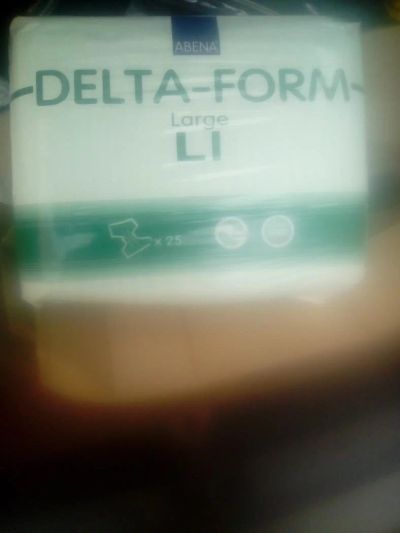 ABENA
DELTA-FORM
Large
L1
x 25